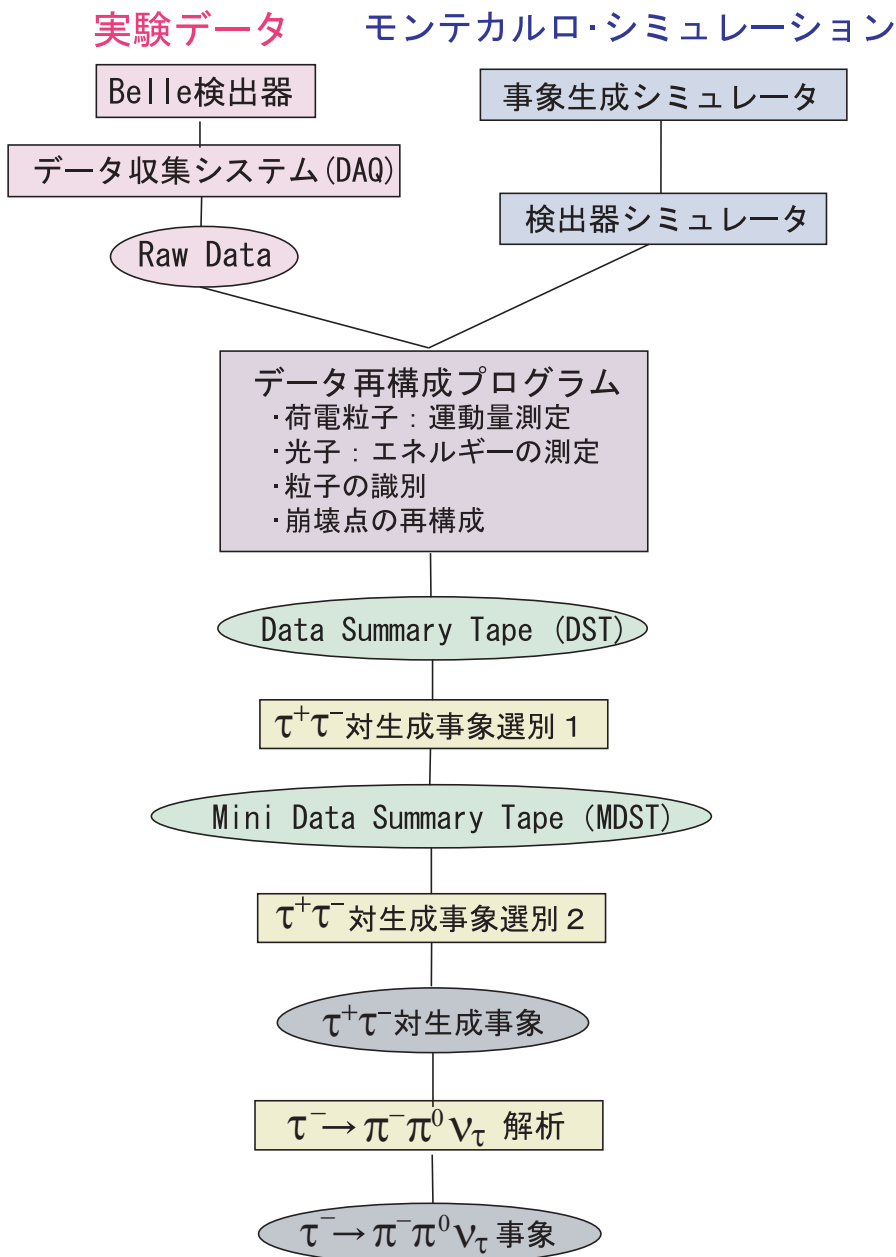 実験データ
モンテカルロ・シミュレーション
Belle検出器
事象生成シミュレータ
データ収集システム(DAQ)
検出器シミュレータ
Raw Data
データ再構成プログラム
・荷電粒子：運動量測定
・光子：エネルギーの測定
・粒子の識別
・崩壊点の再構成
Data Summary Tape (DST)
τ⁺τ⁻対生成事象選別１
Mini Data Summary Tape (MDST)
τ⁺τ⁻対生成事象選別２
τ⁺τ⁻対生成事象
τ⁻→π⁻π⁰ν_τ 解析
τ⁻→π⁻π⁰ν_τ 事象